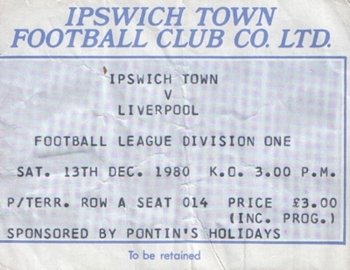 IPSWICH TOWN
FOOTBALL CLUB CO. LTD.
IPSWICH TOWN
V
LIVERPOOL
FOOTBALL LEAGUE DIVISION ONE
SAT. 13TH DEC. 1980 K.O. 3.00 P.M.
P/TERR. ROW A SEAT 014 PRICE £3.00
(INC. PROG.)
SPONSORED BY PONTIN'S HOLIDAYS
To be retained